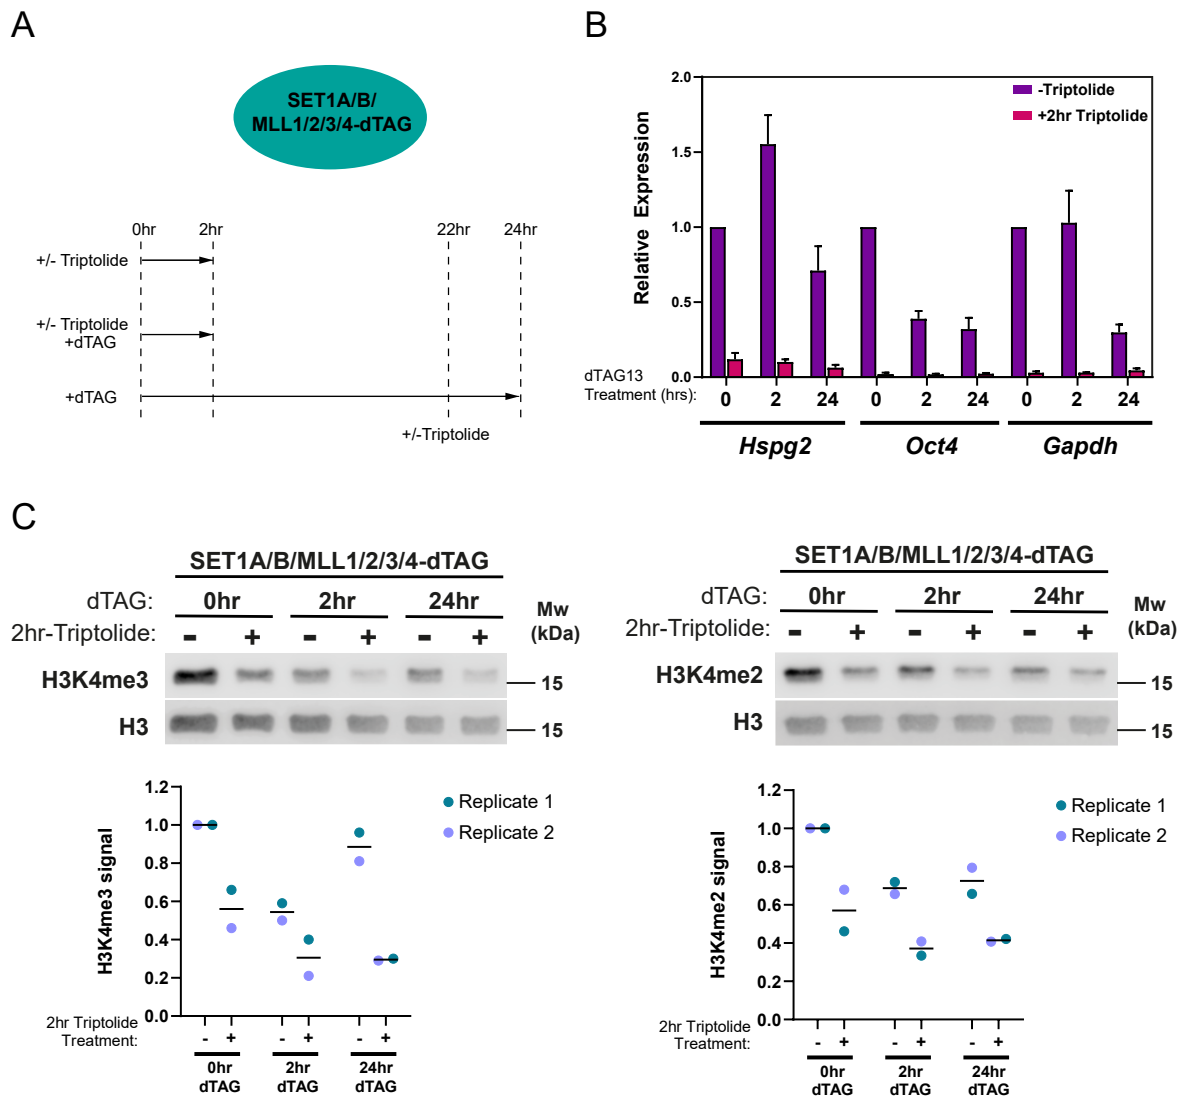 A
SET1A/B/
MLL1/2/3/4-dTAG
0hr 2hr 22hr 24hr
+/- Triptolide
+/- Triptolide
+dTAG
+dTAG
+/-Triptolide
B
Relative Expression
2.0
1.5
1.0
0.5
0.0
-Triptolide
+2hr Triptolide
dTAG13
Treatment (hrs):
0 2 24 0 2 24 0 2 24
Hspg2 Oct4 Gapdh
C
SET1A/B/MLL1/2/3/4-dTAG
dTAG: 0hr 2hr 24hr
Mw
(kDa)
2hr-Triptolide: - + - + - +
H3K4me3
15
H3
15
H3K4me3 signal
1.2
1.0
0.8
0.6
0.4
0.2
0.0
Replicate 1
Replicate 2
2hr Triptolide
Treatment:
- + - + - +
0hr 2hr 24hr
dTAG dTAG dTAG
SET1A/B/MLL1/2/3/4-dTAG
dTAG: 0hr 2hr 24hr
Mw
(kDa)
2hr-Triptolide: - + - + - +
H3K4me2
15
H3
15
H3K4me2 signal
1.2
1.0
0.8
0.6
0.4
0.2
0.0
Replicate 1
Replicate 2
2hr Triptolide
Treatment:
- + - + - +
0hr 2hr 24hr
dTAG dTAG dTAG